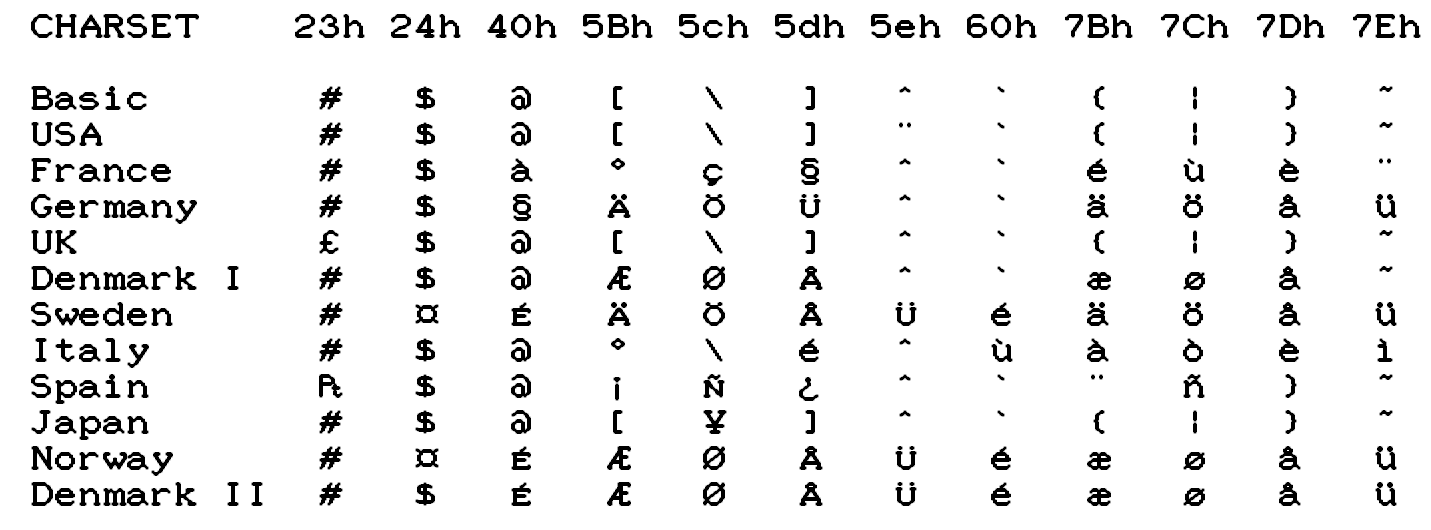 CHARSET 23h 24h 40h 5Bh 5ch 5dh 5eh 60h 7Bh 7Ch 7Dh 7Eh
Basic # $ @ [ \ ] ^ ` { ¦ } ~
USA # $ @ [ \ ] ¨ ` { ¦ } ~
France # $ à ° ç § ^ ` é ù è ¨
Germany # $ § Ä Ö Ü ^ ` ä ö å ü
UK £ $ @ [ \ ] ^ ` { ¦ } ~
Denmark I # $ @ Æ Ø Å ^ ` æ ø å ~
Sweden # ¤ É Ä Ö Å Ü é ä ö å ü
Italy # $ @ ° \ é ^ ù à ò è ì
Spain ₧ $ @ ¡ Ñ ¿ ^ ` ¨ ñ } ~
Japan # $ @ [ ¥ ] ^ ` { ¦ } ~
Norway # ¤ É Æ Ø Å Ü é æ ø å ü
Denmark II # $ É Æ Ø Å Ü é æ ø å ü